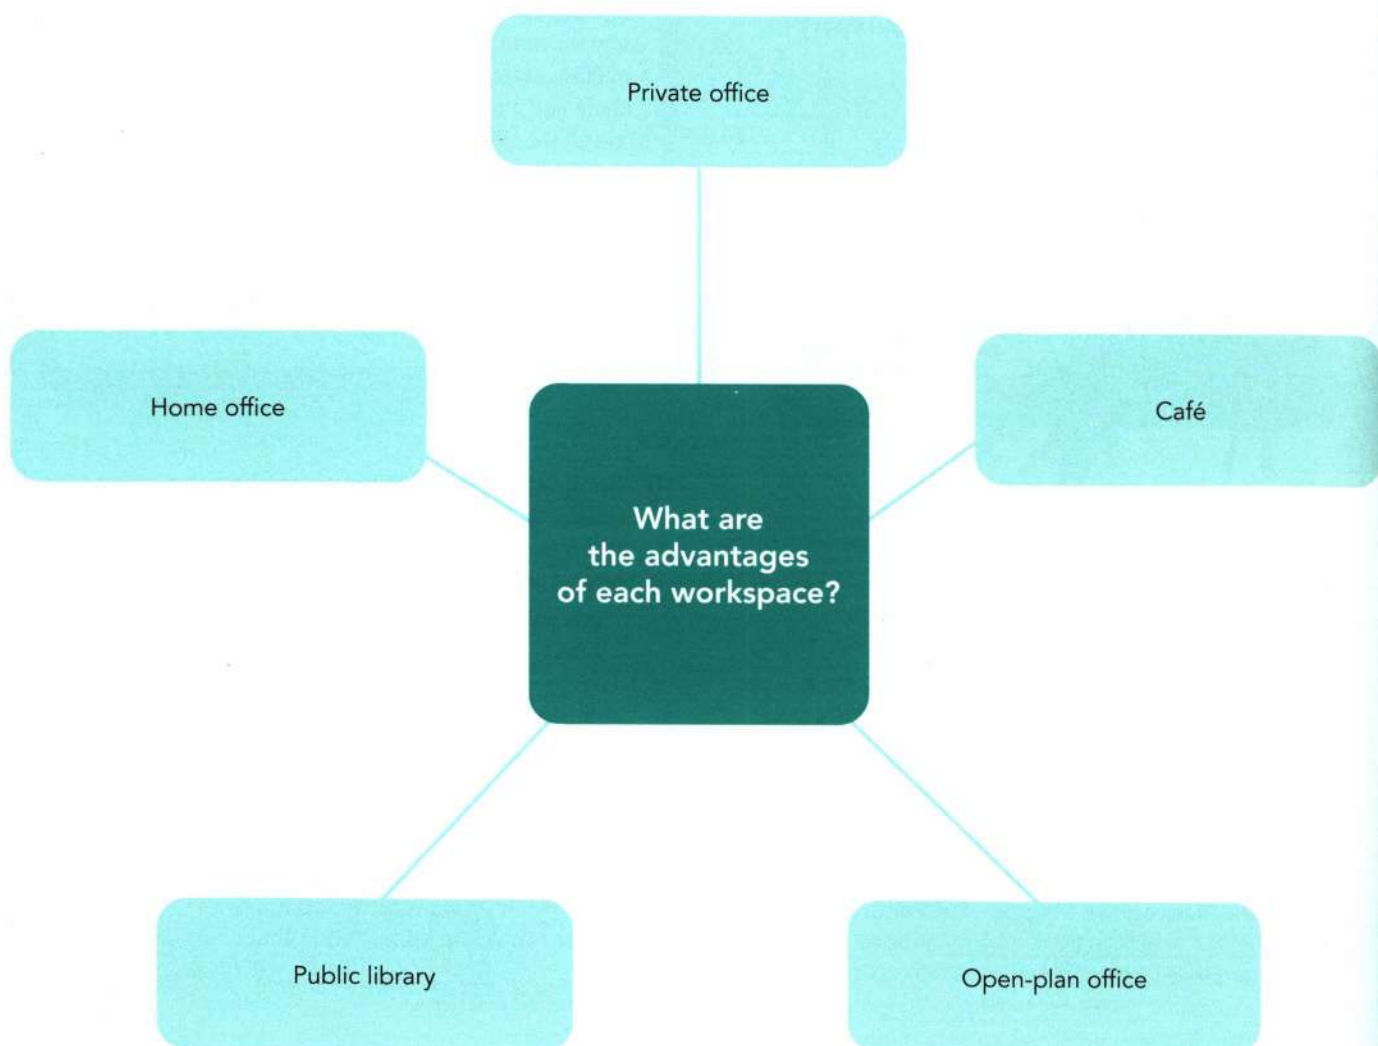 Private office
Home office
Café
What are
the advantages
of each workspace?
Public library
Open-plan office